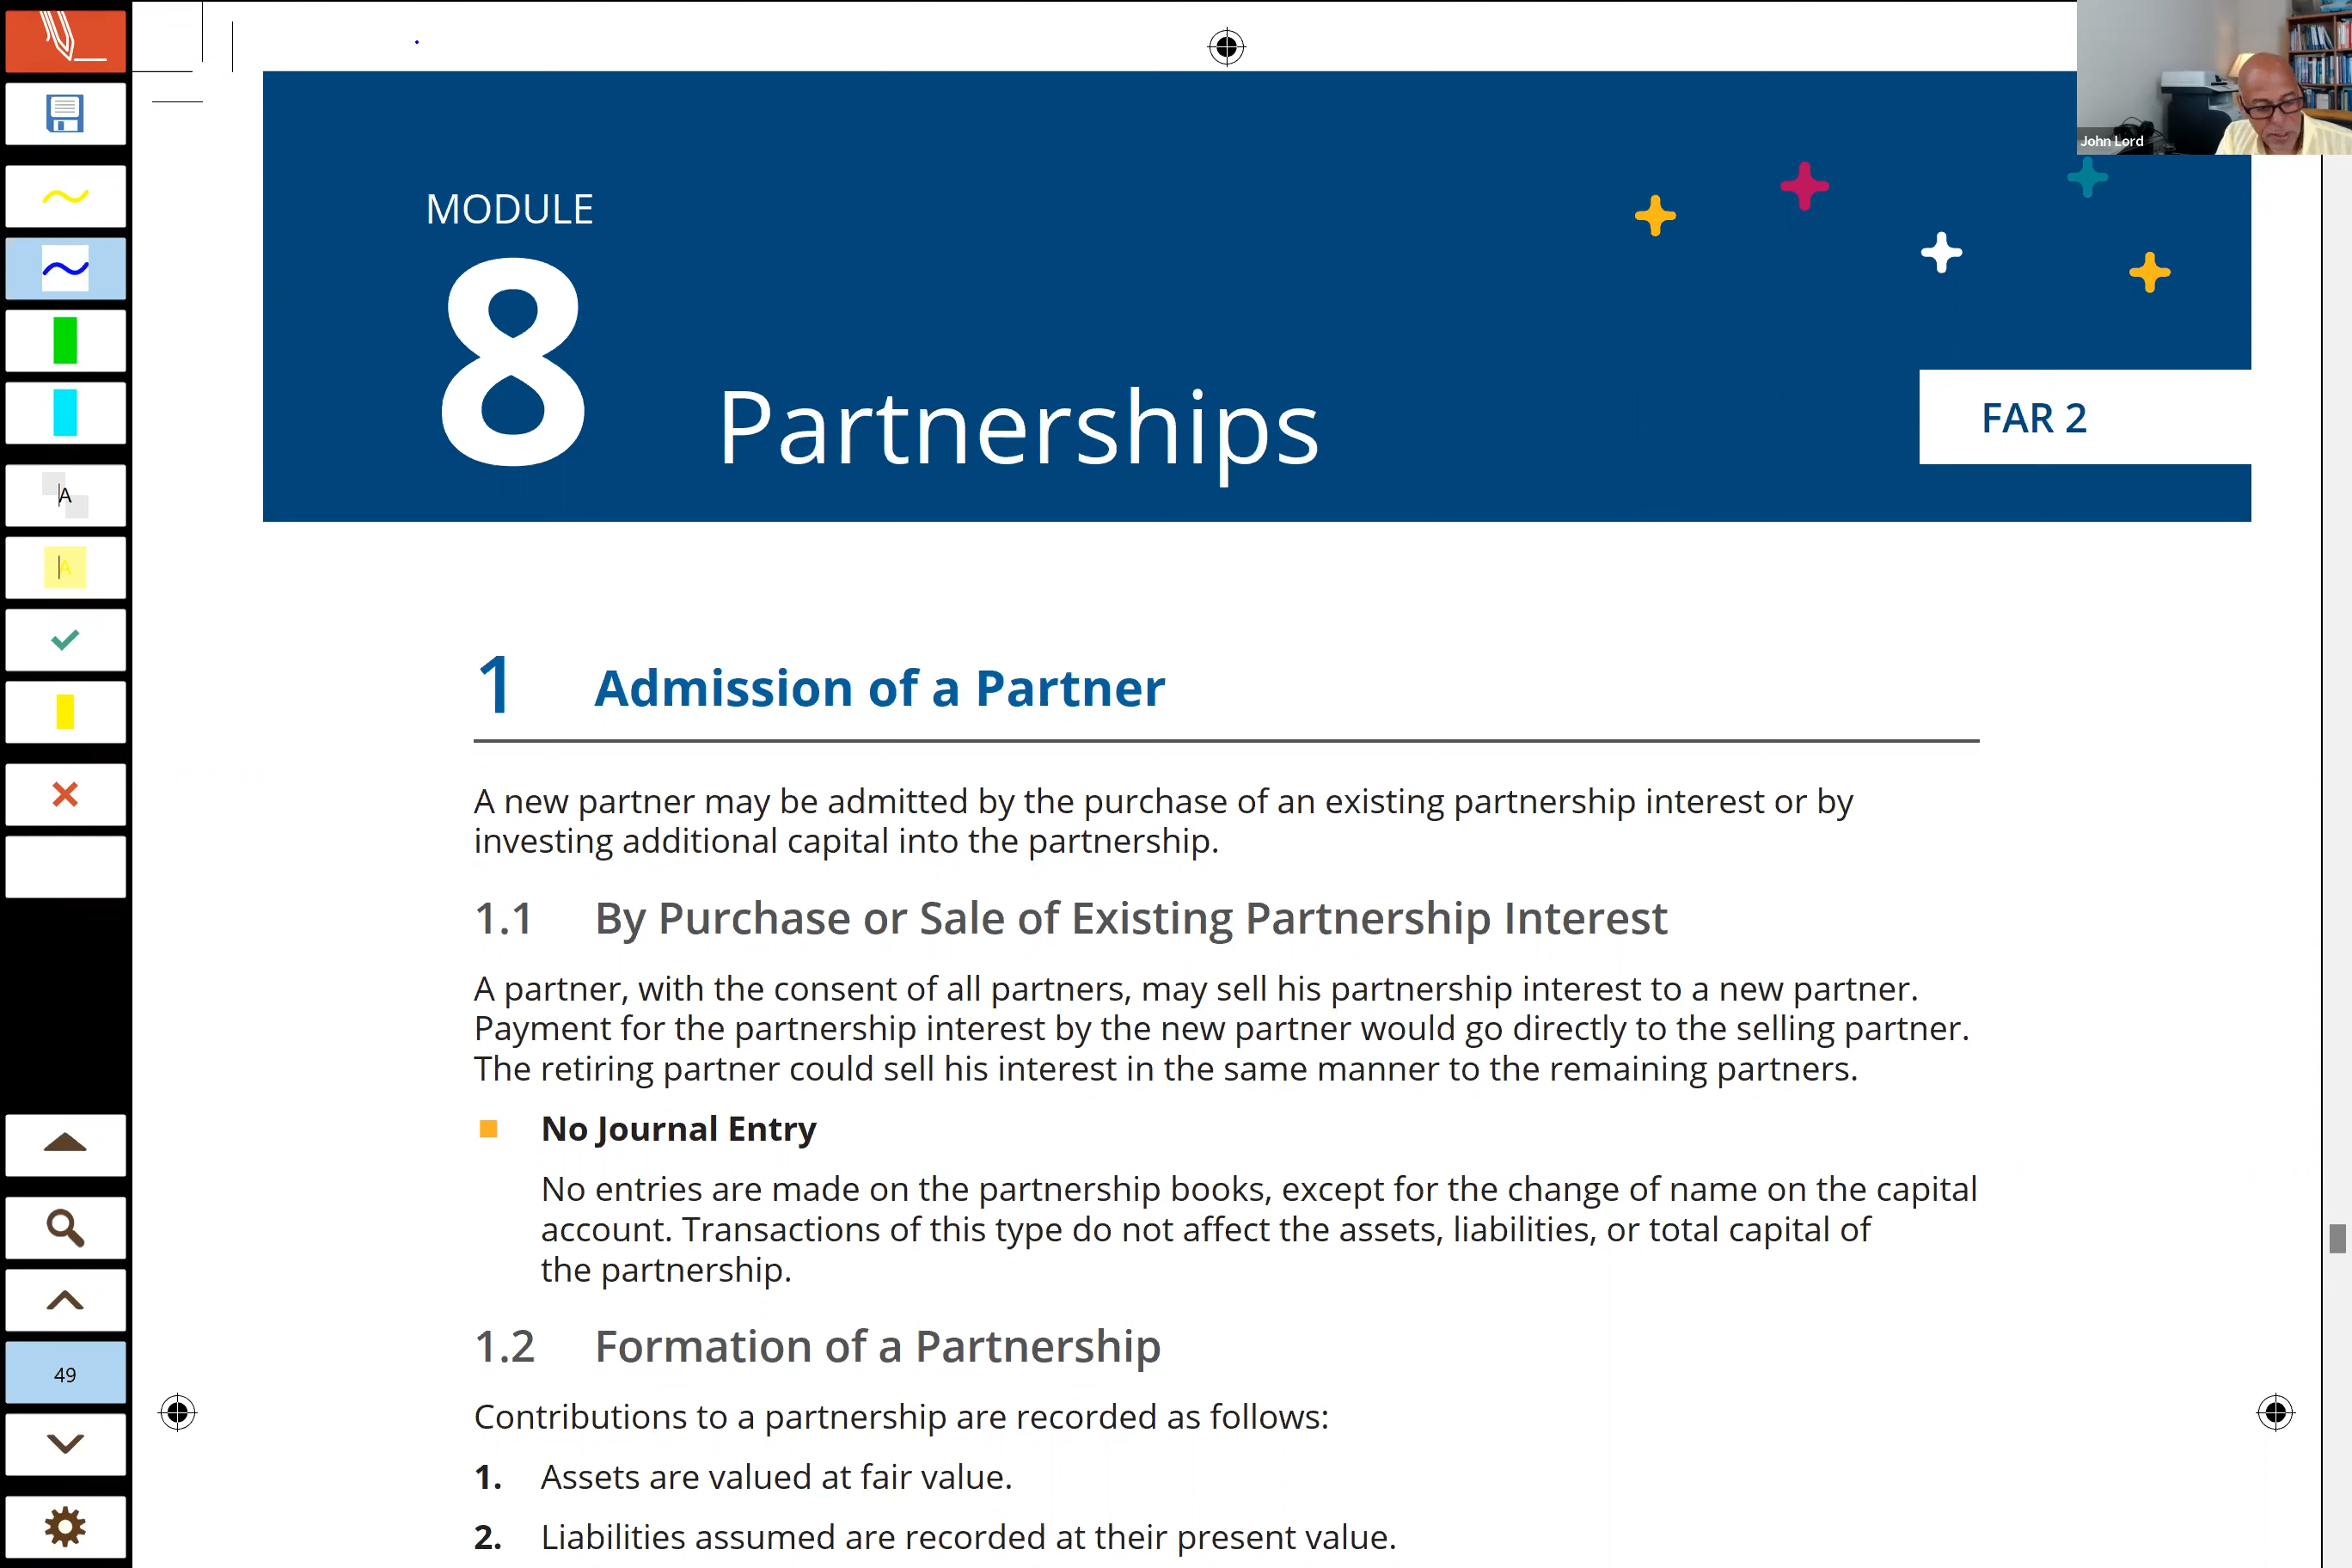 John Lord
MODULE
8
Partnerships
FAR 2
A
A
1 Admission of a Partner
A new partner may be admitted by the purchase of an existing partnership interest or by
investing additional capital into the partnership.
1.1 By Purchase or Sale of Existing Partnership Interest
A partner, with the consent of all partners, may sell his partnership interest to a new partner.
Payment for the partnership interest by the new partner would go directly to the selling partner.
The retiring partner could sell his interest in the same manner to the remaining partners.
No Journal Entry
No entries are made on the partnership books, except for the change of name on the capital
account. Transactions of this type do not affect the assets, liabilities, or total capital of
the partnership.
1.2 Formation of a Partnership
49
Contributions to a partnership are recorded as follows:
1. Assets are valued at fair value.
2. Liabilities assumed are recorded at their present value.